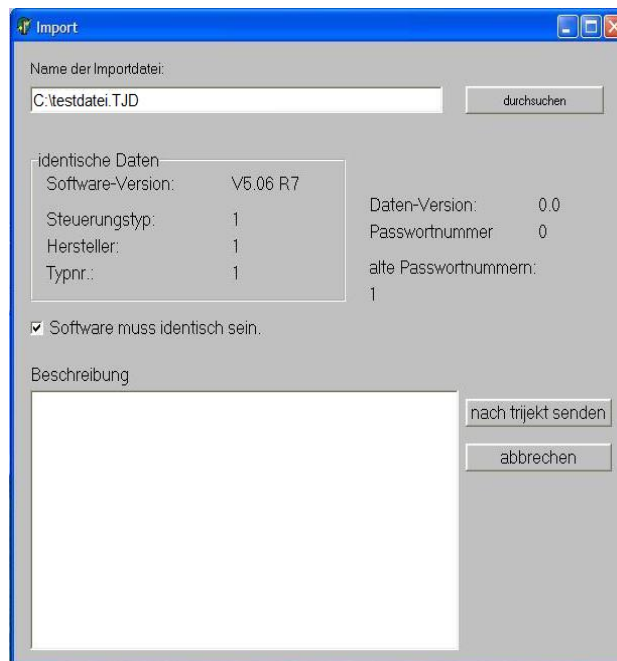 Import
Name der Importdatei:
C:\testdatei.TJD
durchsuchen
identische Daten
Software-Version: V5.06 R7
Steuerungstyp: 1
Hersteller: 1
Typnr.: 1
Daten-Version: 0.0
Passwortnummer 0
alte Passwortnummern:
1
Software muss identisch sein.
Beschreibung
nach trijekt senden
abbrechen